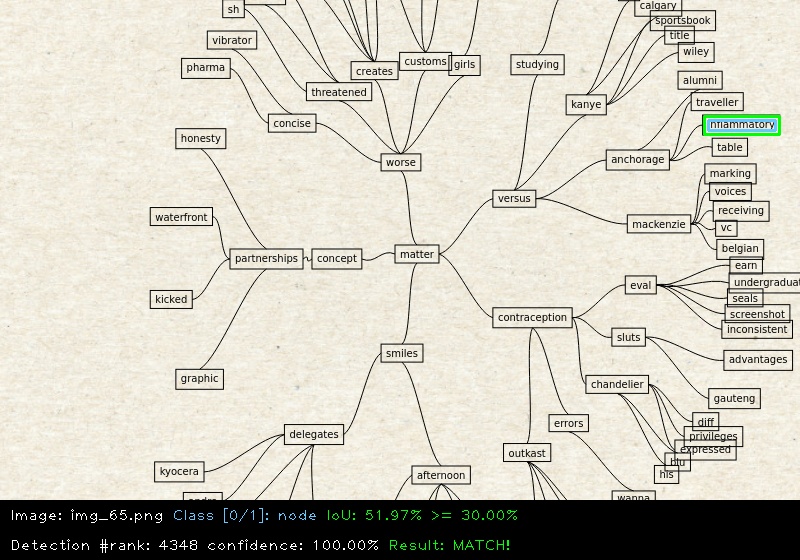 calgary
sh
sportsbook
title
vibrator
wiley
customs
girls
studying
pharma
creates
alumni
threatened
traveller
kanye
concise
nflammatory
honesty
table
worse
anchorage
marking
voices
versus
receiving
waterfront
mackenzie
vc
belgian
matter
partnerships
concept
earn
eval
undergraduat
kicked
seals
screenshot
contraception
inconsistent
sluts
smiles
advantages
graphic
chandelier
gauteng
diff
errors
delegates
privileges
expressed
outkast
blu
kyocera
his
afternoon
wanna
Image: img_65.png Class [0/1]: node IoU: 51.97% >= 30.00%
Detection #rank: 4348 confidence: 100.00% Result: MATCH!